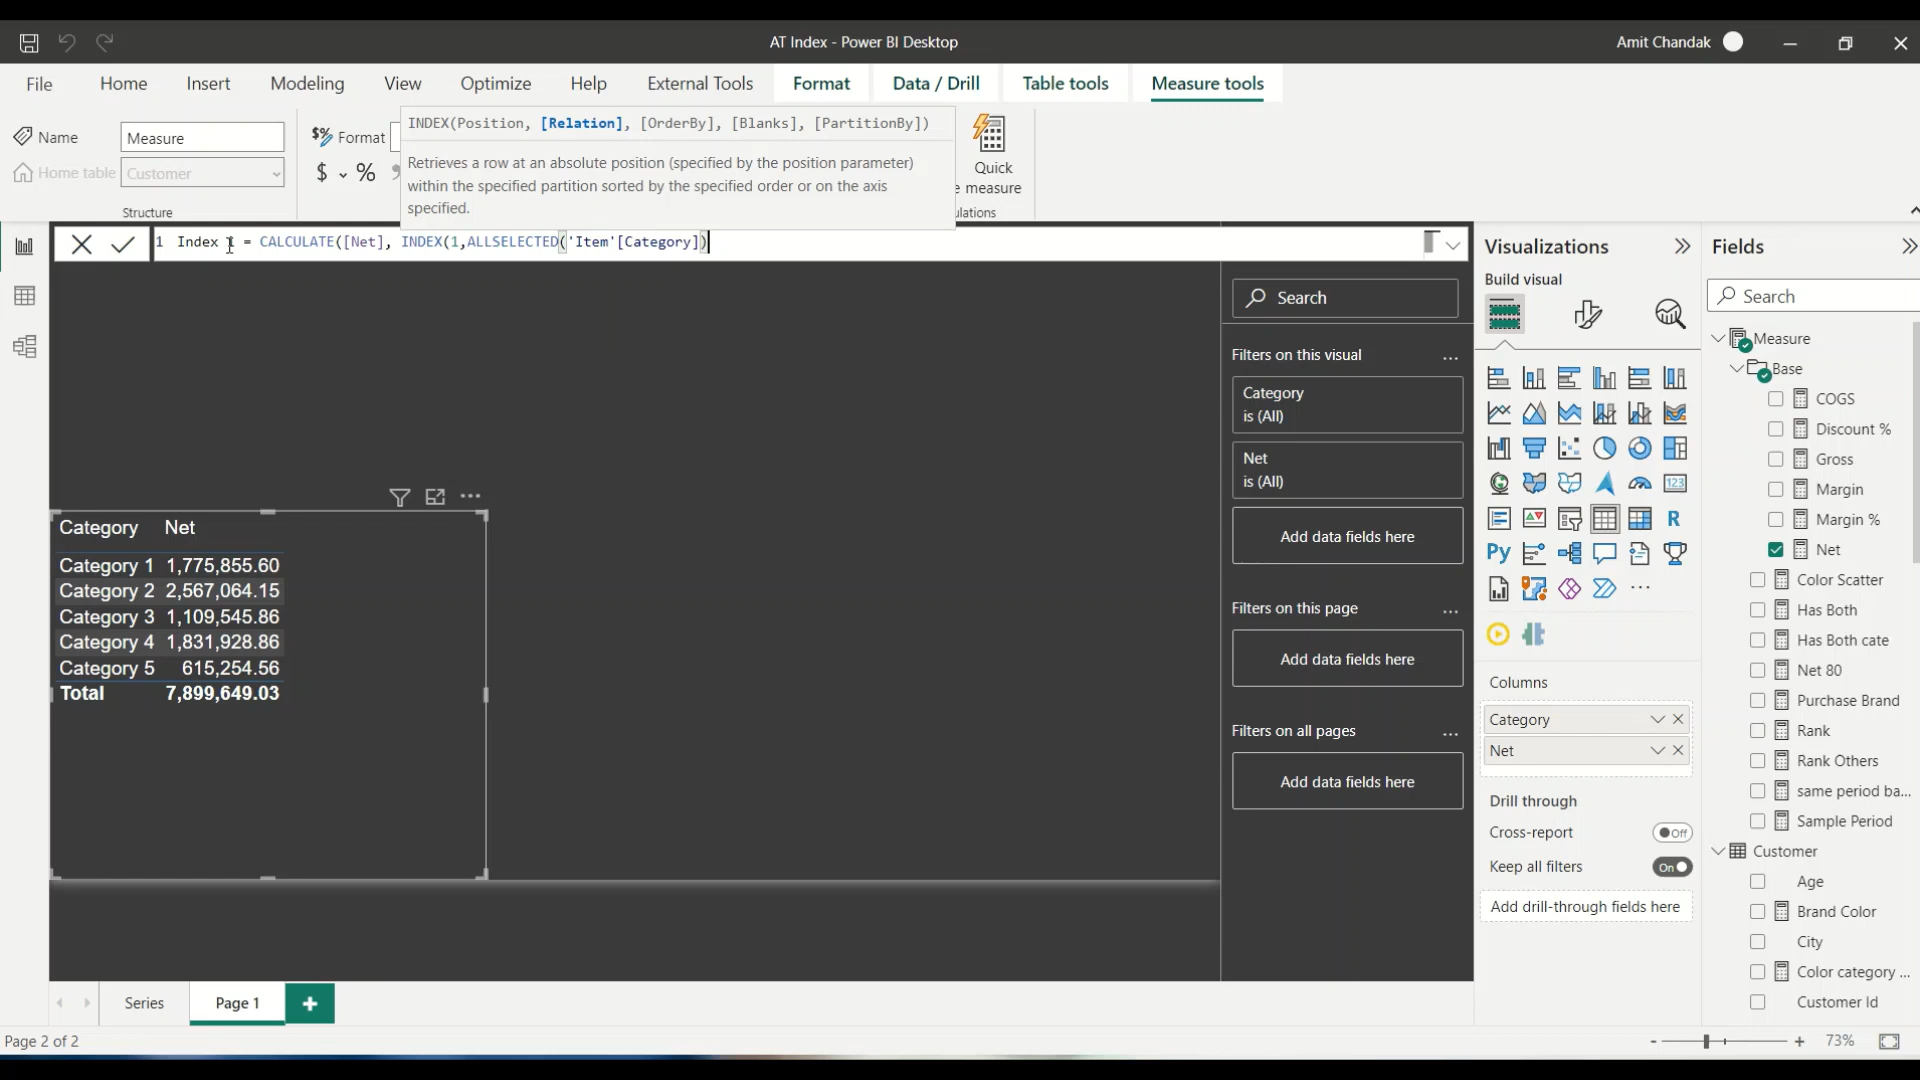 AT Index - Power BI Desktop
Amit Chandak
File Home Insert Modeling View Optimize Help External Tools Format Data / Drill Table tools Measure tools
Name Measure
Home table Customer
Structure
$% Format
$ %
INDEX(Position, [Relation], [OrderBy], [Blanks], [PartitionBy])
Retrieves a row at an absolute position (specified by the position parameter)
within the specified partition sorted by the specified order or on the axis
specified.
Quick
e measure
ulations
1 Index 1 = CALCULATE([Net], INDEX(1,ALLSELECTED('Item'[Category])
Category Net
Category 1 1,775,855.60
Category 2 2,567,064.15
Category 3 1,109,545.86
Category 4 1,831,928.86
Category 5 615,254.56
Total 7,899,649.03
Search
Filters on this visual ...
Category
is (All)
Net
is (All)
Add data fields here
Filters on this page ...
Add data fields here
Filters on all pages ...
Add data fields here
Visualizations
Build visual
123
R
Py
...
Columns
Category
Net
Drill through
Cross-report Off
Keep all filters On
Add drill-through fields here
Fields
Search
Measure
Base
COGS
Discount %
Gross
Margin
Margin %
Net
Color Scatter
Has Both
Has Both cate
Net 80
Purchase Brand
Rank
Rank Others
same period ba...
Sample Period
Customer
Age
Brand Color
City
Color category ...
Customer Id
Series Page 1 +
Page 2 of 2
- + 73%